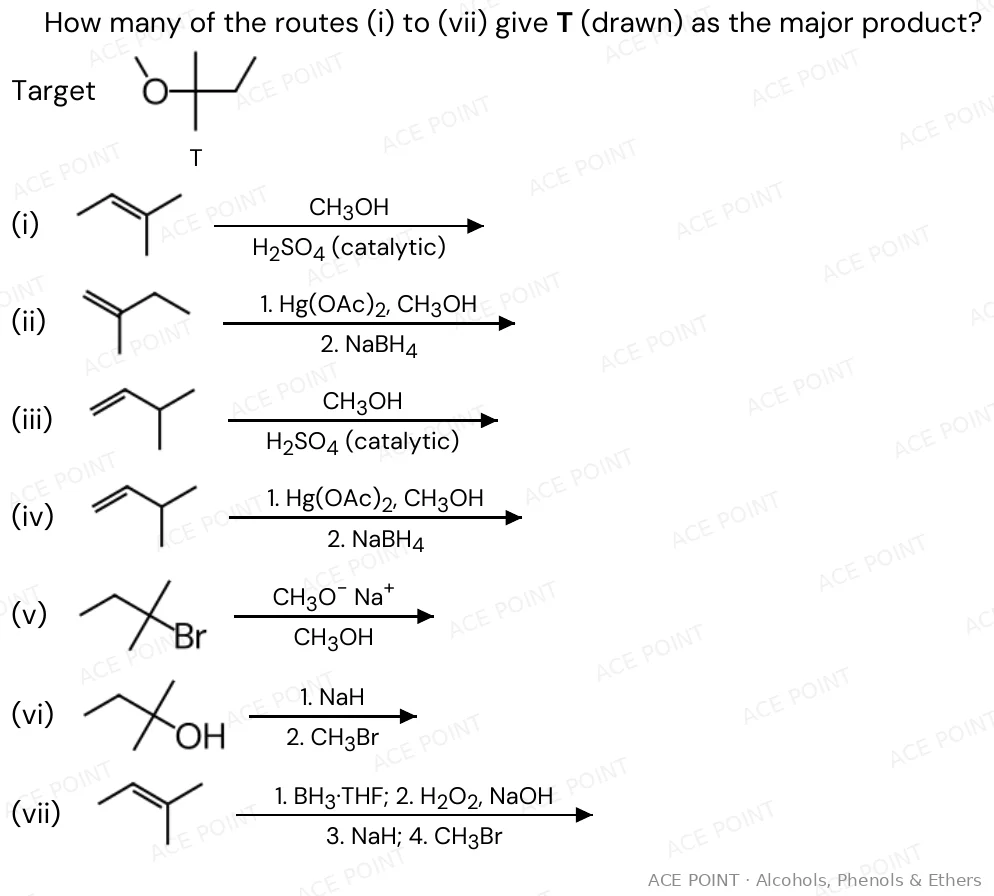 How many of the routes (i) to (vii) give T (drawn) as the major product?
Target
O
T
(i)
CH₃OH
H₂SO₄ (catalytic)
(ii)
1. Hg(OAc)₂, CH₃OH
2. NaBH₄
(iii)
CH₃OH
H₂SO₄ (catalytic)
(iv)
1. Hg(OAc)₂, CH₃OH
2. NaBH₄
(v)
Br
CH₃O⁻ Na⁺
CH₃OH
(vi)
OH
1. NaH
2. CH₃Br
(vii)
1. BH₃·THF; 2. H₂O₂, NaOH
3. NaH; 4. CH₃Br
ACE POINT · Alcohols, Phenols & Ethers